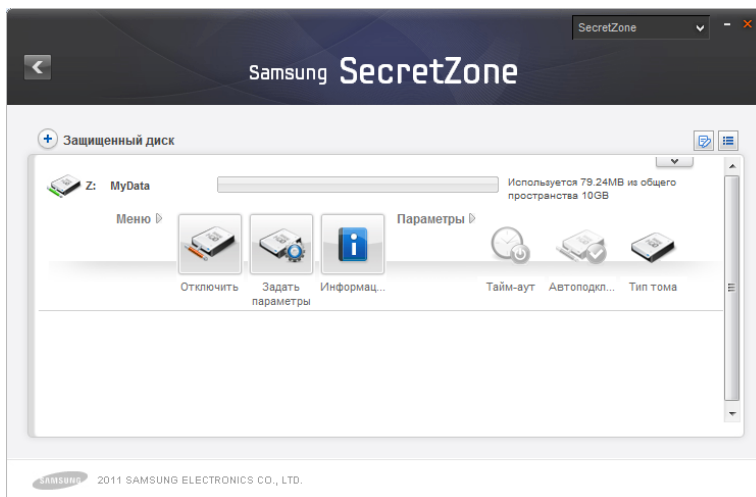 SecretZone
Samsung SecretZone
Защищенный диск
Z: MyData
Используется 79.24MB из общего
пространства 10GB
Меню
Параметры
Отключить
Задать
параметры
Информац...
Тайм-аут
Автоподкл...
Тип тома
SAMSUNG
2011 SAMSUNG ELECTRONICS CO., LTD.